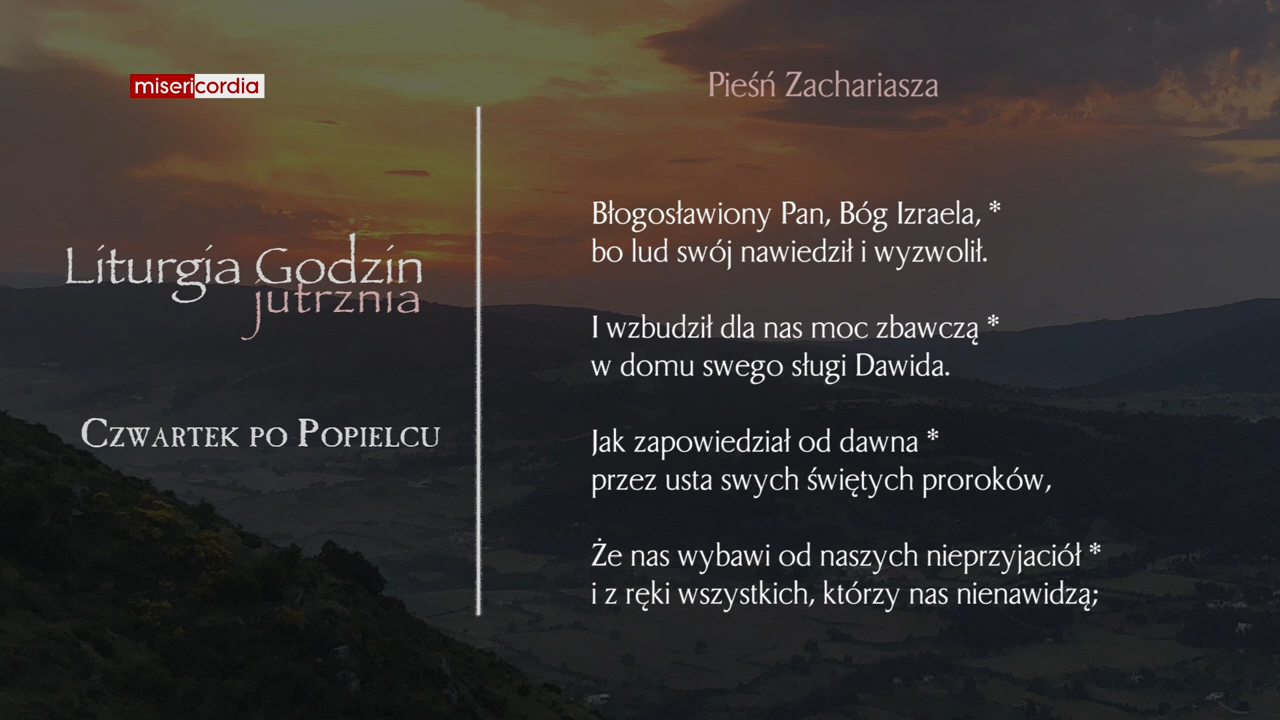 misericordia
Liturgia Godzin
jutrznia
Czwartek po Popielcu
Pieśń Zachariasza
Błogosławiony Pan, Bóg Izraela, *
bo lud swój nawiedził i wyzwolił.
I wzbudził dla nas moc zbawczą *
w domu swego sługi Dawida.
Jak zapowiedział od dawna *
przez usta swych świętych proroków,
Że nas wybawi od naszych nieprzyjaciół *
i z ręki wszystkich, którzy nas nienawidzą;